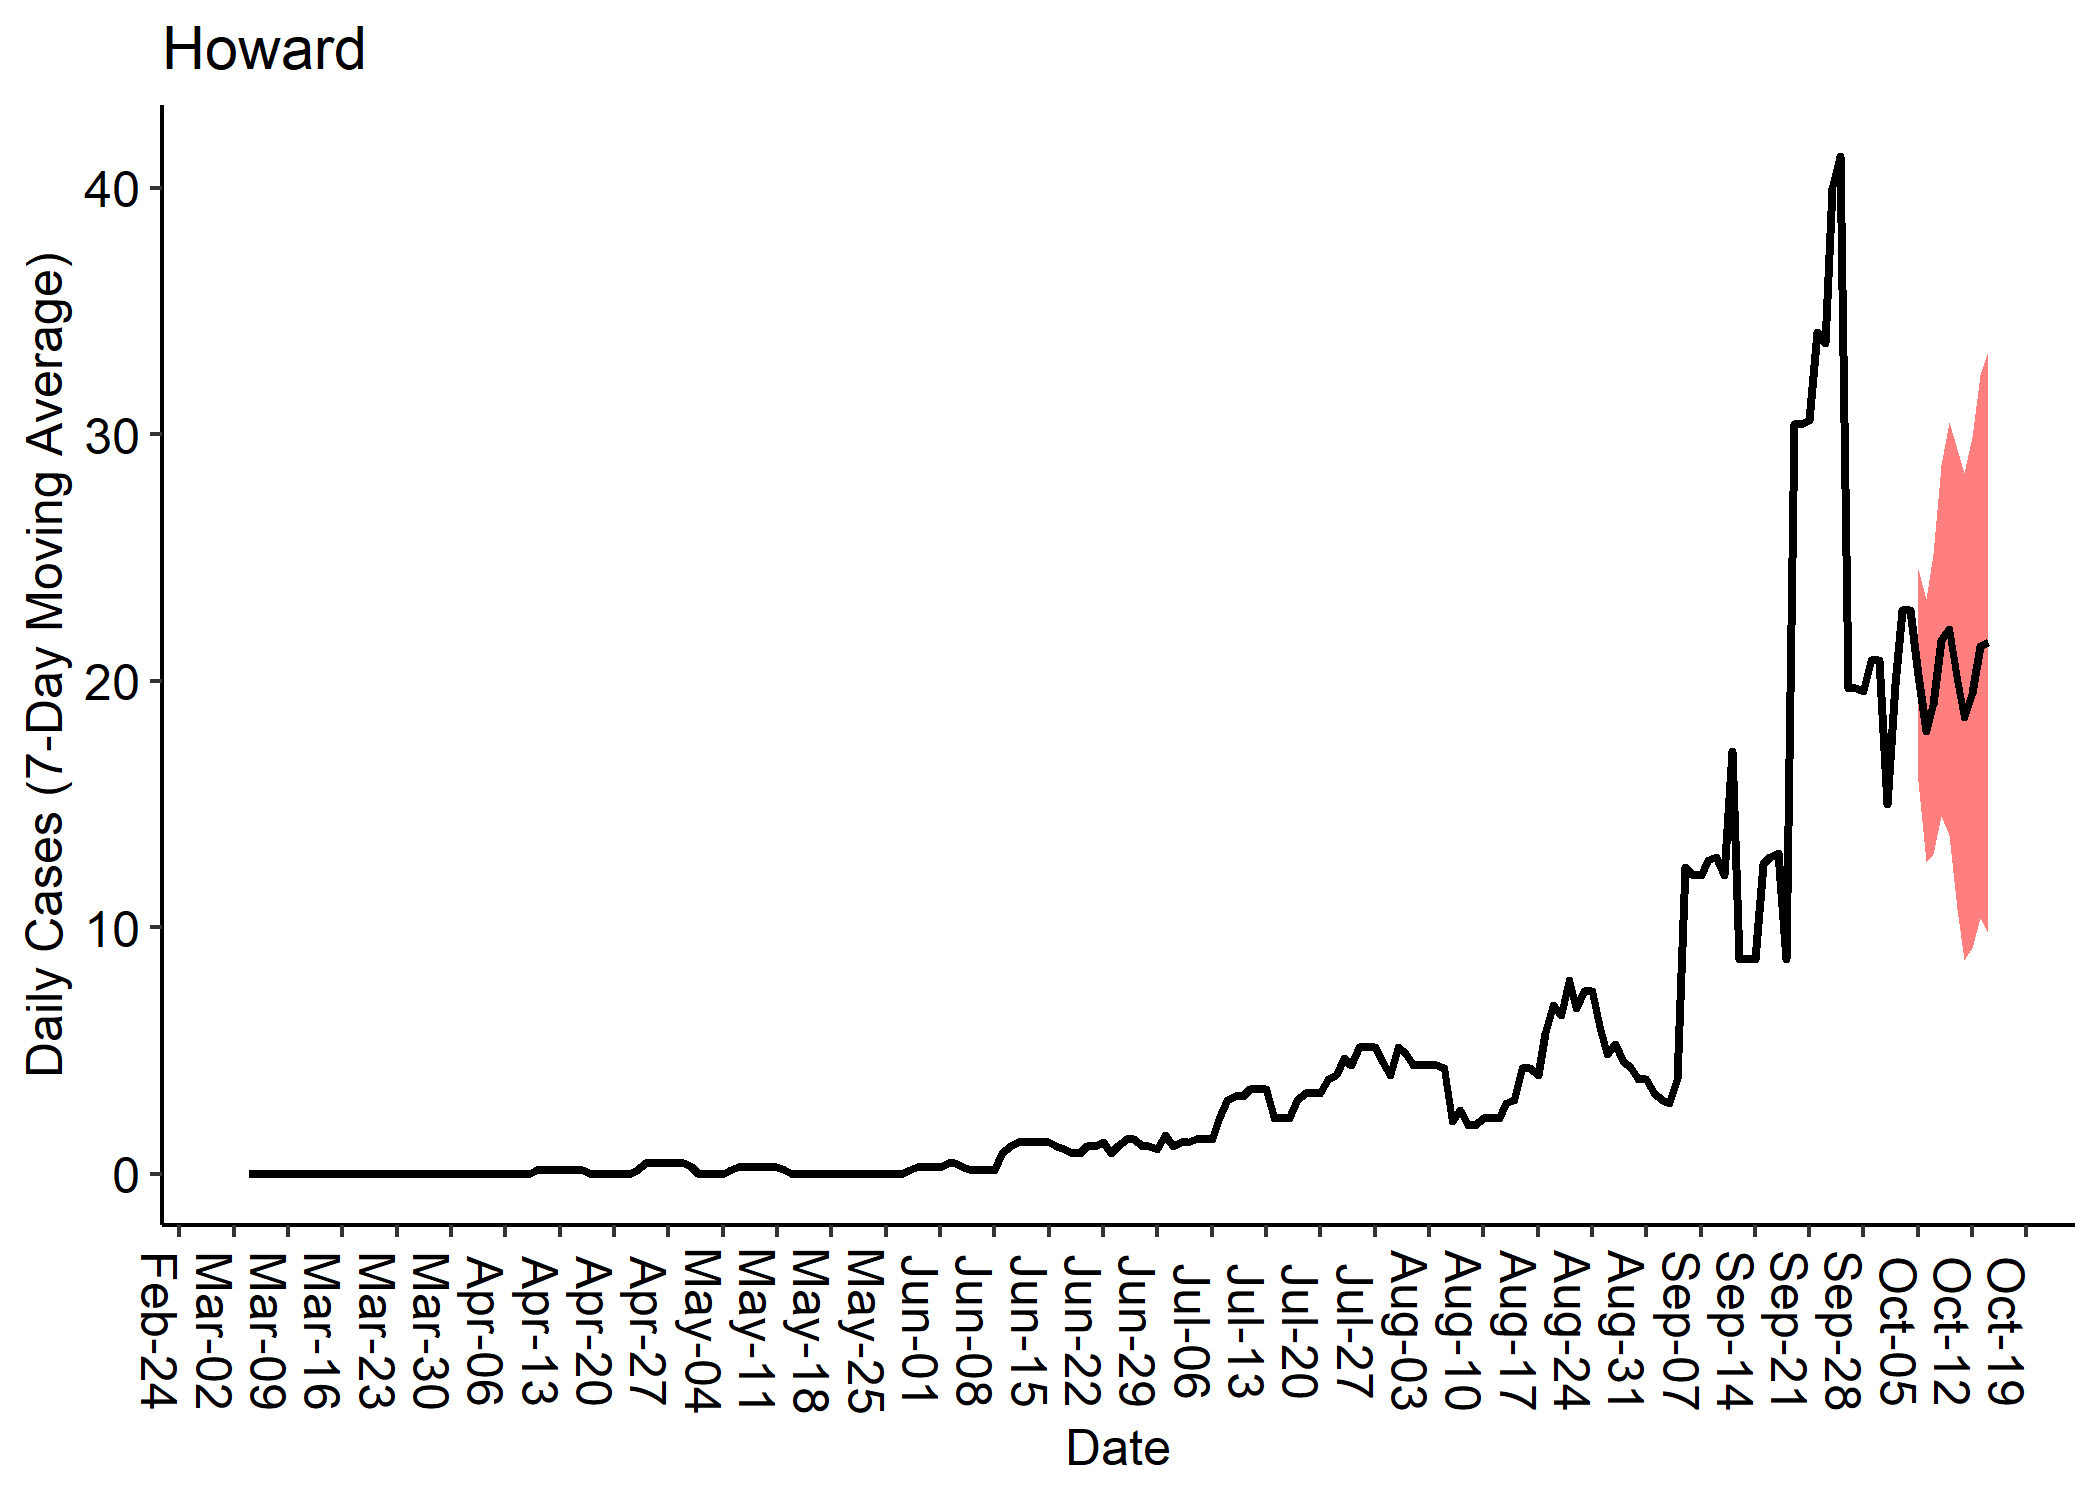 Howard
Daily Cases (7-Day Moving Average)
40
30
20
10
0
Feb-24
Mar-02
Mar-09
Mar-16
Mar-23
Mar-30
Apr-06
Apr-13
Apr-20
Apr-27
May-04
May-11
May-18
May-25
Jun-01
Jun-08
Jun-15
Jun-22
Jun-29
Jul-06
Jul-13
Jul-20
Jul-27
Aug-03
Aug-10
Aug-17
Aug-24
Aug-31
Sep-07
Sep-14
Sep-21
Sep-28
Oct-05
Oct-12
Oct-19
Date